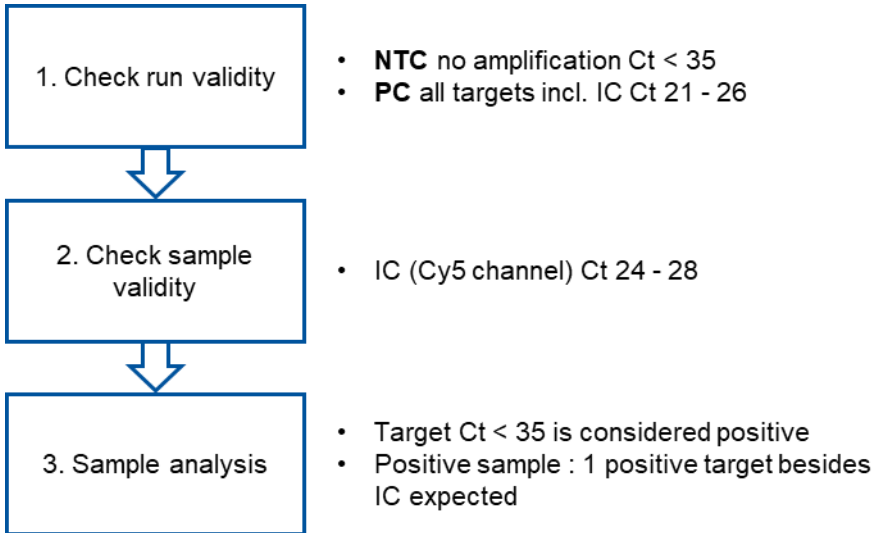 1. Check run validity
• NTC no amplification Ct < 35
• PC all targets incl. IC Ct 21 - 26
2. Check sample
validity
• IC (Cy5 channel) Ct 24 - 28
3. Sample analysis
• Target Ct < 35 is considered positive
• Positive sample : 1 positive target besides
IC expected